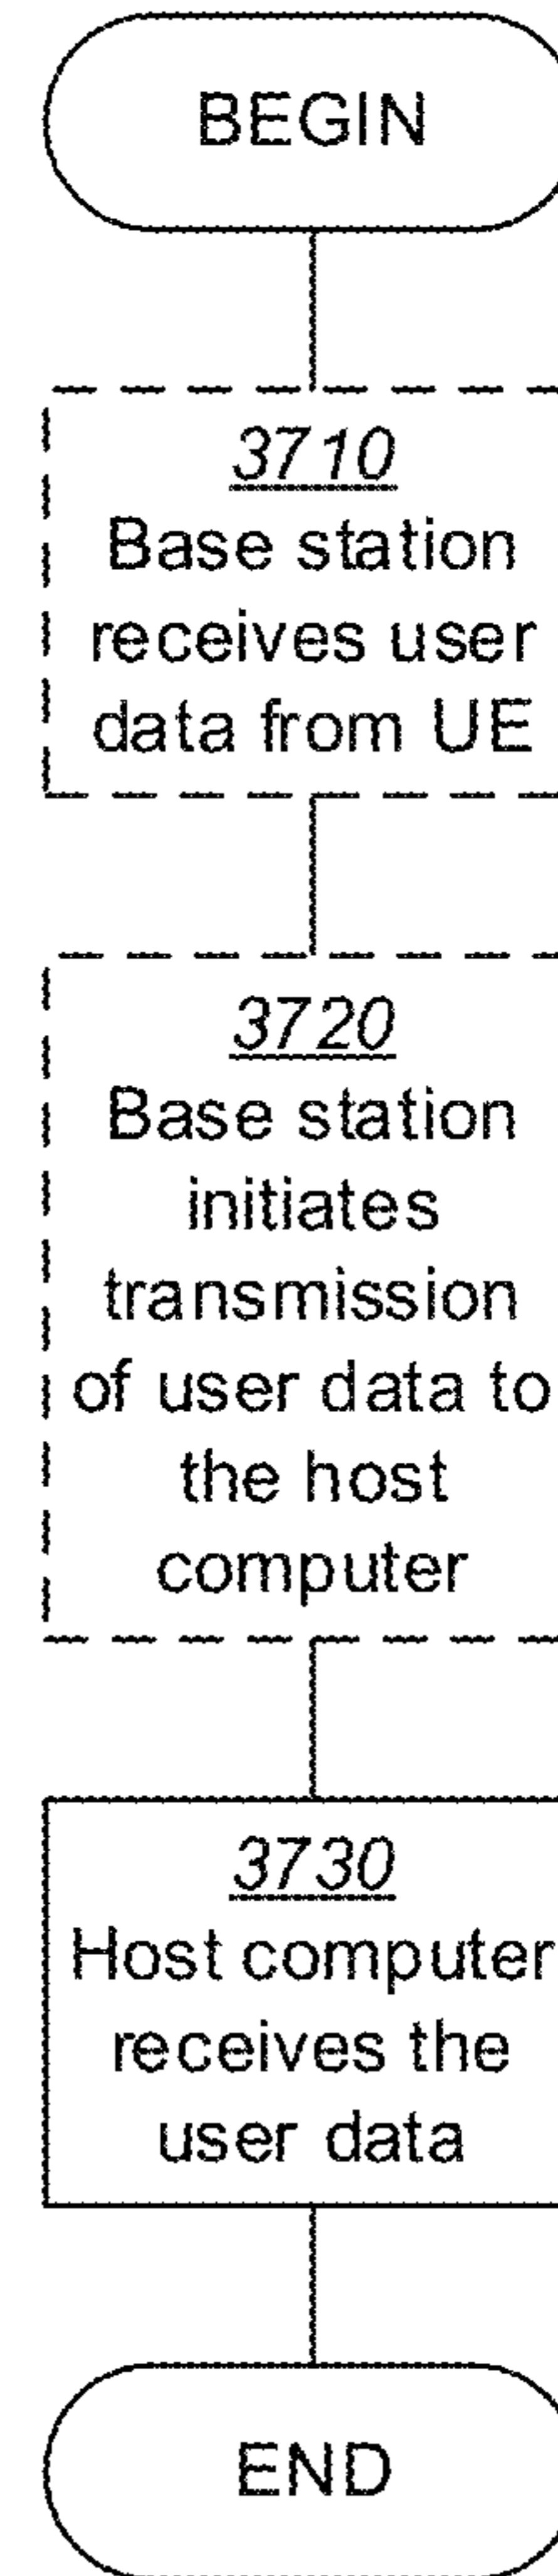 BEGIN
3710
Base station
receives user
data from UE
3720
Base station
initiates
transmission
of user data to
the host
computer
3730
Host computer
receives the
user data
END